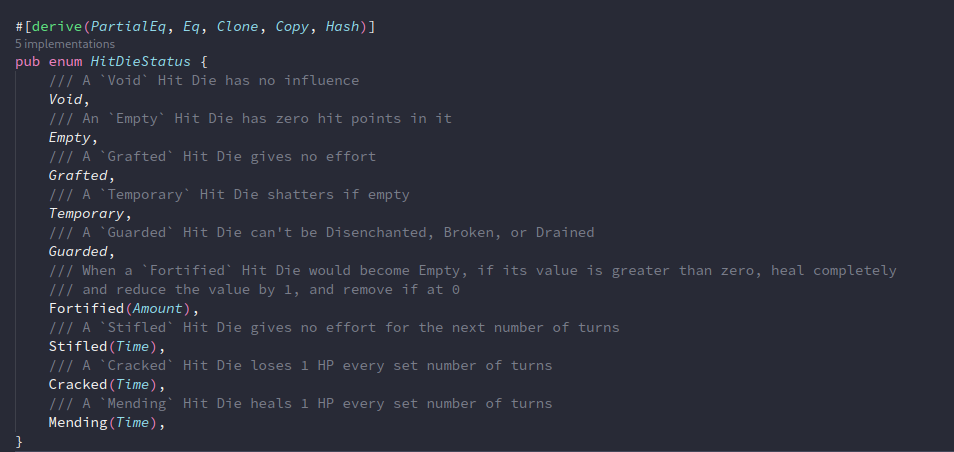 #[derive(PartialEq, Eq, Clone, Copy, Hash)]
5 implementations
pub enum HitDieStatus {
    /// A `Void` Hit Die has no influence
    Void,
    /// An `Empty` Hit Die has zero hit points in it
    Empty,
    /// A `Grafted` Hit Die gives no effort
    Grafted,
    /// A `Temporary` Hit Die shatters if empty
    Temporary,
    /// A `Guarded` Hit Die can't be Disenchanted, Broken, or Drained
    Guarded,
    /// When a `Fortified` Hit Die would become Empty, if its value is greater than zero, heal completely
    /// and reduce the value by 1, and remove if at 0
    Fortified(Amount),
    /// A `Stifled` Hit Die gives no effort for the next number of turns
    Stifled(Time),
    /// A `Cracked` Hit Die loses 1 HP every set number of turns
    Cracked(Time),
    /// A `Mending` Hit Die heals 1 HP every set number of turns
    Mending(Time),
}